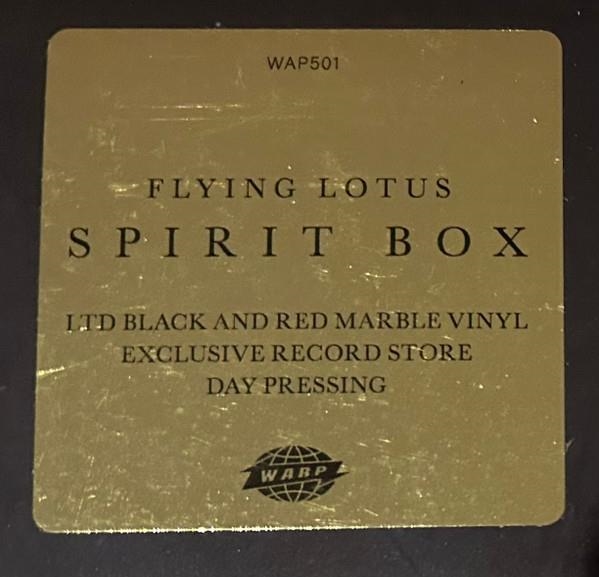 WAP501
FLYING LOTUS
SPIRIT BOX
LTD BLACK AND RED MARBLE VINYL
EXCLUSIVE RECORD STORE
DAY PRESSING
WARP